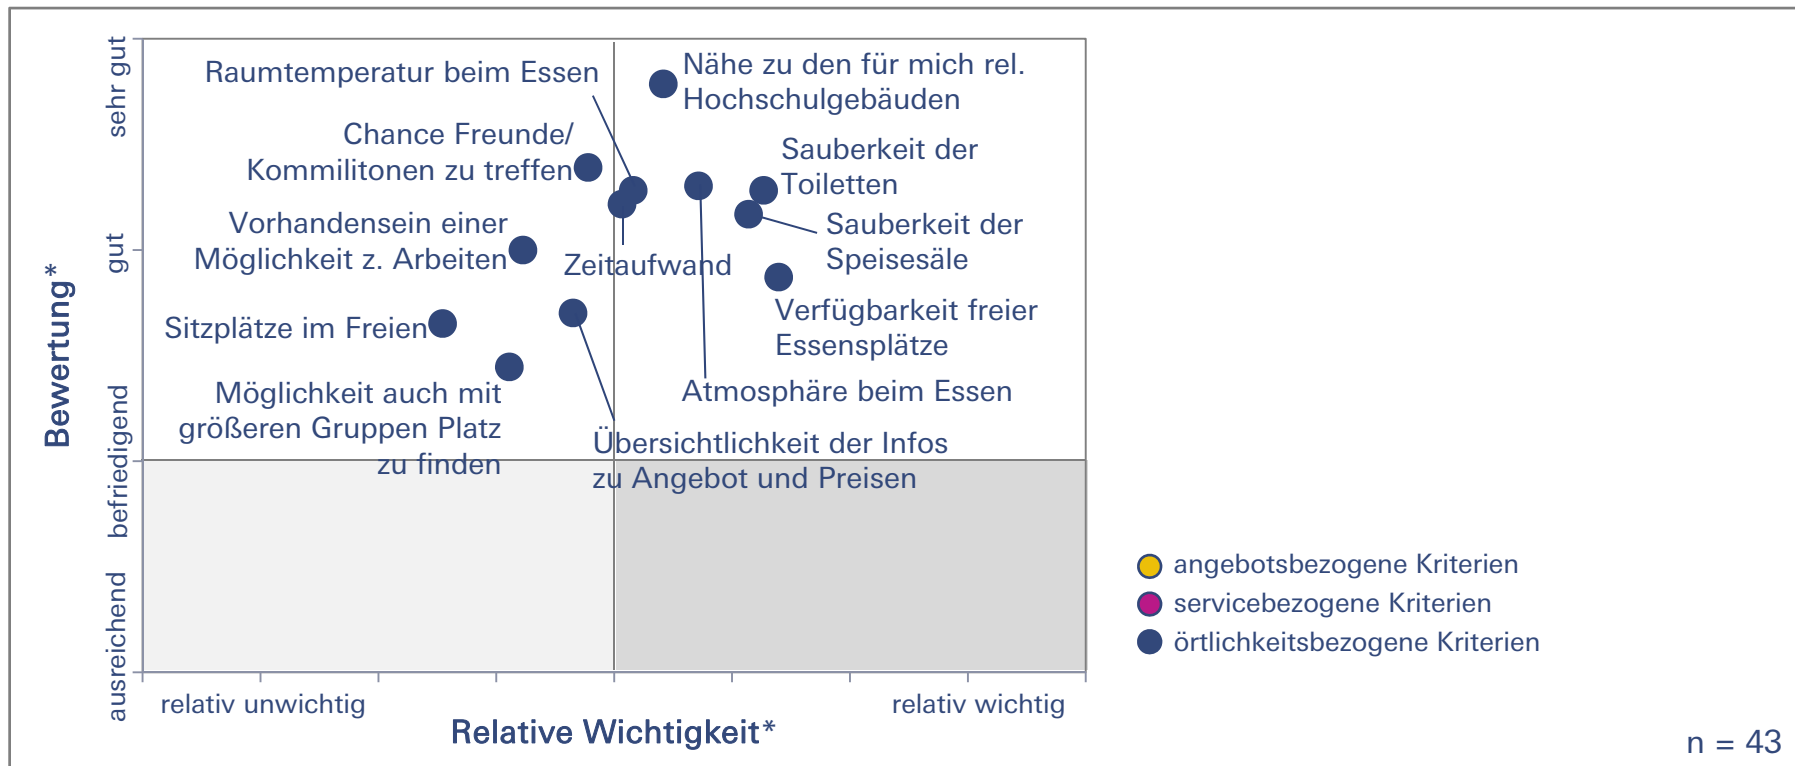 sehr gut
gut
befriedigend
ausreichend
Bewertung*
Raumtemperatur beim Essen
Nähe zu den für mich rel.
Hochschulgebäuden
Chance Freunde/
Kommilitonen zu treffen
Sauberkeit der
Toiletten
Vorhandensein einer
Möglichkeit z. Arbeiten
Sauberkeit der
Speisesäle
Zeitaufwand
Sitzplätze im Freien
Verfügbarkeit freier
Essensplätze
Möglichkeit auch mit
größeren Gruppen Platz
zu finden
Atmosphäre beim Essen
Übersichtlichkeit der Infos
zu Angebot und Preisen
relativ unwichtig
relativ wichtig
Relative Wichtigkeit*
angebotsbezogene Kriterien
servicebezogene Kriterien
örtlichkeitsbezogene Kriterien
n = 43